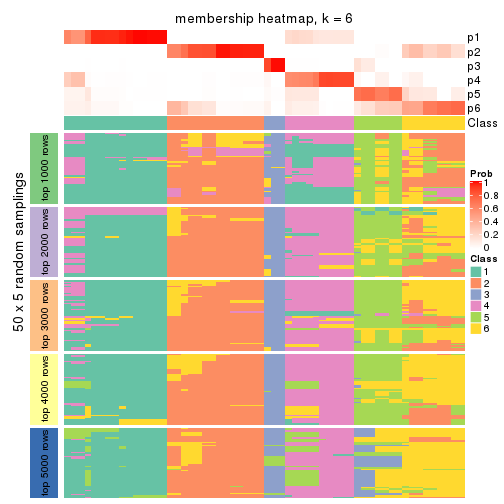 membership heatmap, k = 6
p1
p2
p3
p4
p5
p6
Class
50 x 5 random samplings
top 1000 rows
top 2000 rows
top 3000 rows
top 4000 rows
top 5000 rows
Prob
1
0.8
0.6
0.4
0.2
0
Class
1
2
3
4
5
6